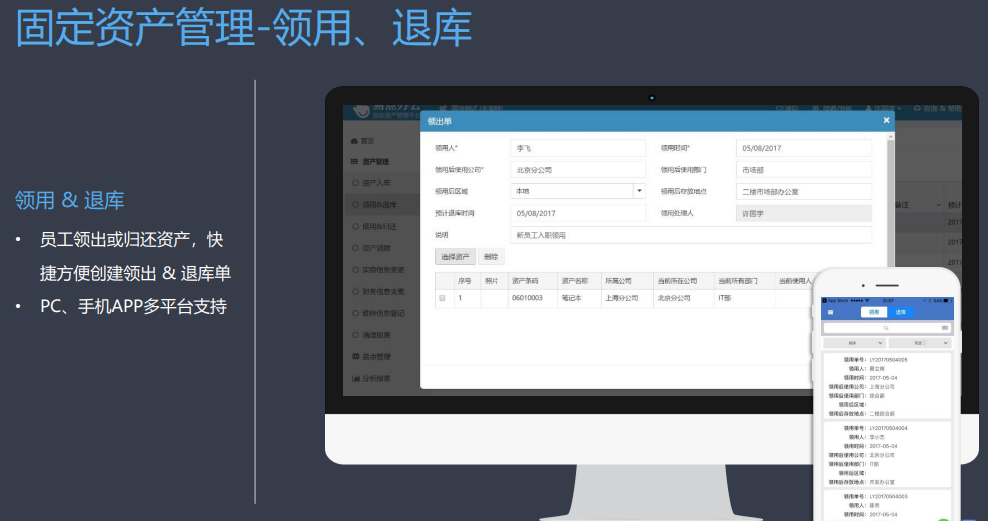 固定资产管理-领用、退库
领用 & 退库
• 员工领出或归还资产，快
捷方便创建领出 & 退库单
• PC、手机APP多平台支持
首页
资产管理
资产入库
领用&退库
借用&归还
资产调拨
实物信息变更
财务信息变更
维修信息登记
清理报废
盘点管理
分析报表
领出单
领用人* 李飞 领用时间* 05/08/2017
领用后使用公司* 北京分公司 领用后使用部门 市场部
领用后区域 本地 领用后存放地点 二楼市场部办公室
预计退库时间 05/08/2017 领用处理人 许国宇
说明 新员工入职领用
选择资产 删除
序号 照片 资产条码 资产名称 所属公司 当前所在公司 当前所救部门 当前使用人
1 06010003 笔记本 上海分公司 北京分公司 IT部
备注 预计
2017
2017
2017
领用 退库
领用单号： LY20170504005
领用人：
领用时间： 2017-05-04
领用后使用公司： 上海分公司
领用后使用部门： 综合部
领用后区域：
领用后存放地点： 二楼综合部
领用单号： LY20170504004
领用人： 李小杰
领用时间： 2017-05-04
领用后使用公司： 北京分公司
领用后使用部门： IT部
领用后区域：
领用后存放地点： 开发办公室
领用单号： LY20170504003
领用人： 陈芳
领用时间： 2017-05-04